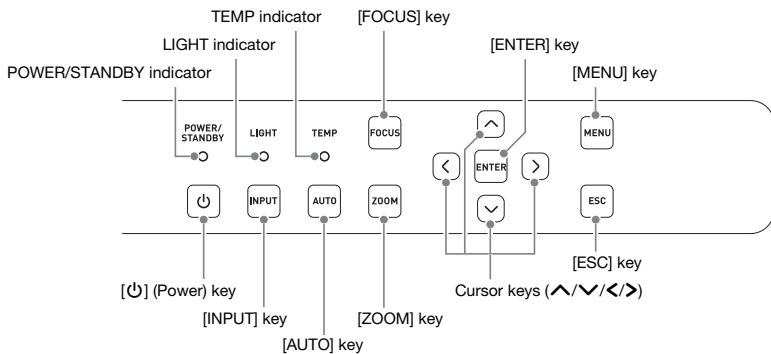 TEMP indicator
[FOCUS] key
LIGHT indicator
[ENTER] key
POWER/STANDBY indicator
[MENU] key
POWER/
STANDBY
LIGHT
TEMP
FOCUS
ENTER
MENU
INPUT
AUTO
ZOOM
ESC
[⏻] (Power) key
[INPUT] key
[AUTO] key
[ZOOM] key
Cursor keys (∧/∨/</>)
[ESC] key